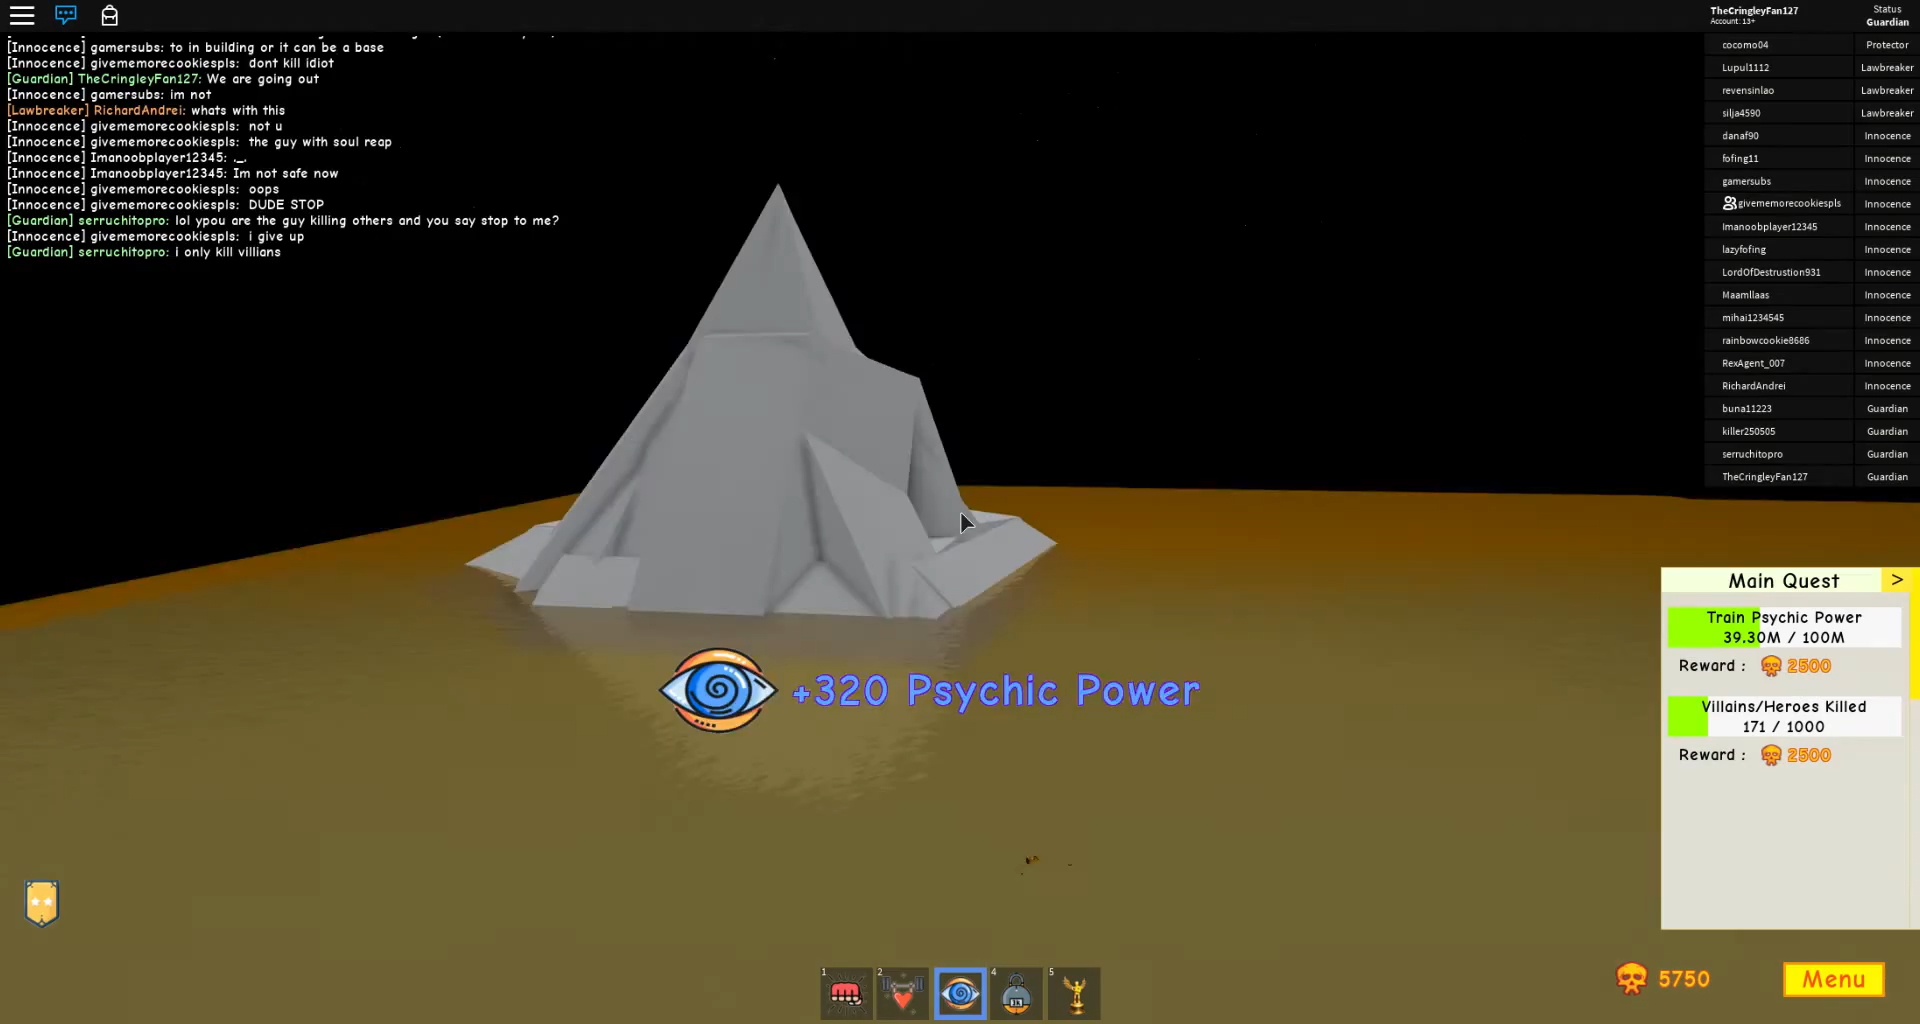 [Innocence] gamersubs: to in building or it can be a base
[Innocence] givememorecookiespls: dont kill idiot
[Guardian] TheCringleyFan127: We are going out
[Innocence] gamersubs: im not
[Lawbreaker] RichardAndrei: whats with this
[Innocence] givememorecookiespls: not u
[Innocence] givememorecookiespls: the guy with soul reap
[Innocence] Imanoobplayer12345: ._.
[Innocence] Imanoobplayer12345: Im not safe now
[Innocence] givememorecookiespls: oops
[Innocence] givememorecookiespls: DUDE STOP
[Guardian] serruchitopro: lol ypou are the guy killing others and you say stop to me?
[Innocence] givememorecookiespls: i give up
[Guardian] serruchitopro: i only kill villians
TheCringleyFan127 Status
Account: 13+ Guardian
cocomo04 Protector
Lupul1112 Lawbreaker
revensinlao Lawbreaker
silja4590 Lawbreaker
danaf90 Innocence
fofing11 Innocence
gamersubs Innocence
givememorecookiespls Innocence
Imanoobplayer12345 Innocence
lazyfofing Innocence
LordOfDestrustion931 Innocence
Maamllaas Innocence
mihai1234545 Innocence
rainbowcookie8686 Innocence
RexAgent_007 Innocence
RichardAndrei Innocence
buna11223 Guardian
killer250505 Guardian
serruchitopro Guardian
TheCringleyFan127 Guardian
Main Quest >
Train Psychic Power
39.30M / 100M
Reward : 2500
Villains/Heroes Killed
171 / 1000
Reward : 2500
+320 Psychic Power
1 2 4 5
5750
Menu